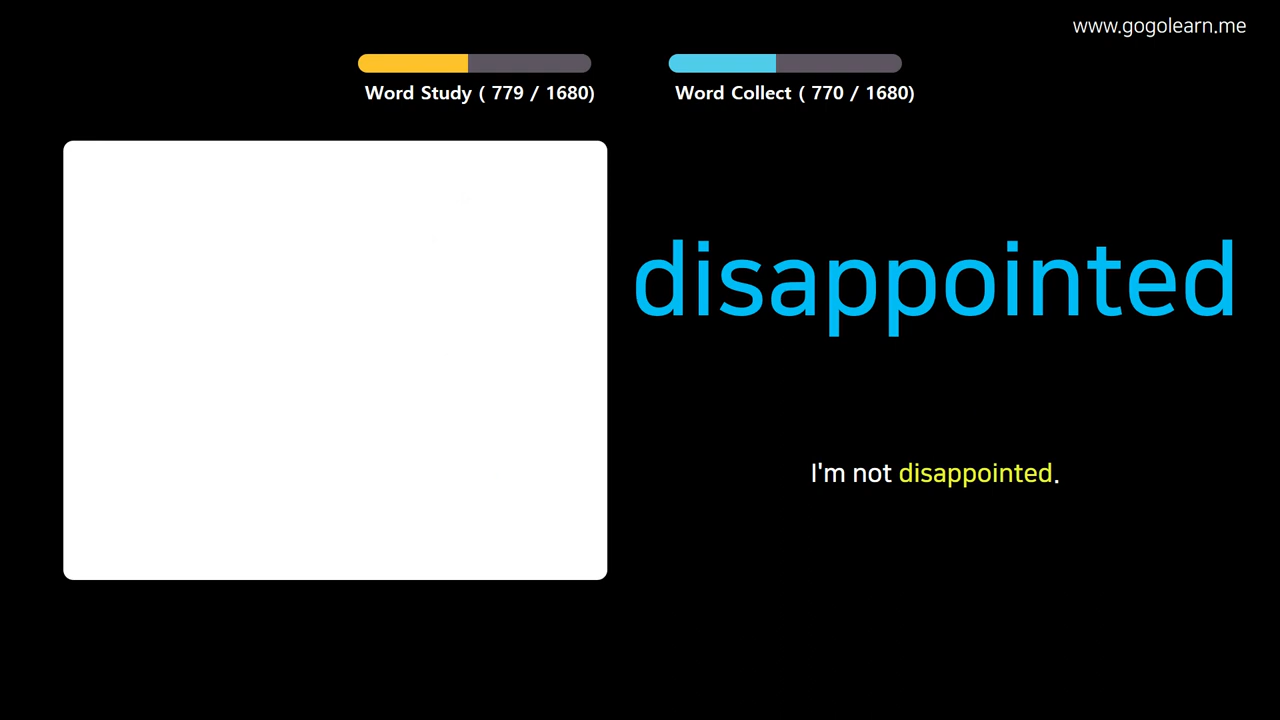 www.gogolearn.me
Word Study ( 779 / 1680)
Word Collect ( 770 / 1680)
disappointed
I'm not disappointed.